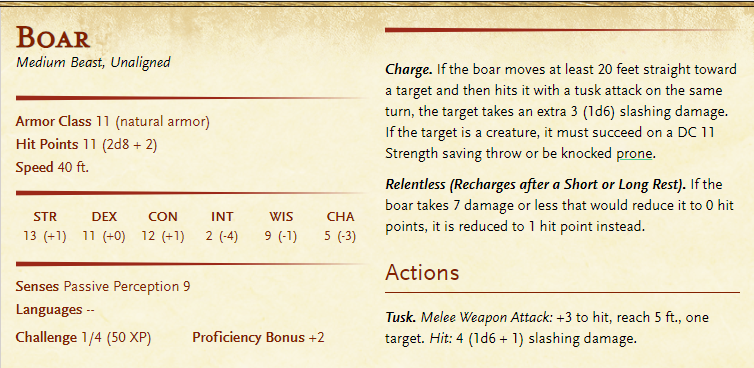 BOAR
Medium Beast, Unaligned
Armor Class 11 (natural armor)
Hit Points 11 (2d8 + 2)
Speed 40 ft.
STR DEX CON INT WIS CHA
13 (+1) 11 (+0) 12 (+1) 2 (-4) 9 (-1) 5 (-3)
Senses Passive Perception 9
Languages --
Challenge 1/4 (50 XP) Proficiency Bonus +2
Charge. If the boar moves at least 20 feet straight toward
a target and then hits it with a tusk attack on the same
turn, the target takes an extra 3 (1d6) slashing damage.
If the target is a creature, it must succeed on a DC 11
Strength saving throw or be knocked prone.
Relentless (Recharges after a Short or Long Rest). If the
boar takes 7 damage or less that would reduce it to 0 hit
points, it is reduced to 1 hit point instead.
Actions
Tusk. Melee Weapon Attack: +3 to hit, reach 5 ft., one
target. Hit: 4 (1d6 + 1) slashing damage.